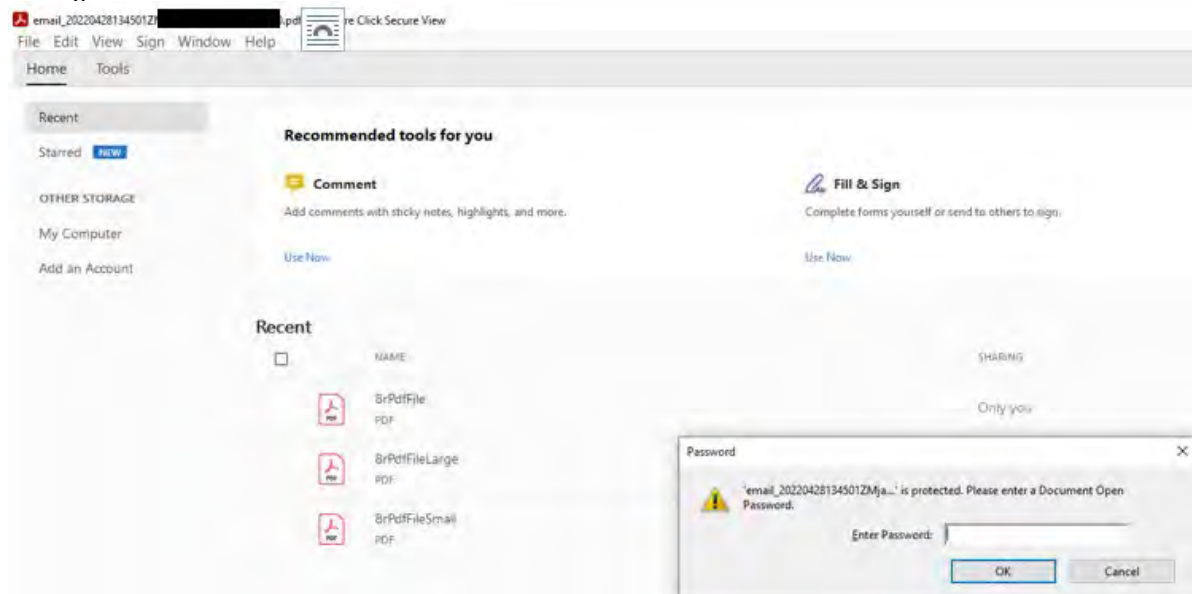 email_20220428134501Z .pdf re Click Secure View
File Edit View Sign Window Help
Home Tools
Recent
Starred NEW
OTHER STORAGE
My Computer
Add an Account
Recommended tools for you
Comment
Add comments with sticky notes, highlights, and more.
Use Now
Fill & Sign
Complete forms yourself or send to others to sign.
Use Now
Recent
NAME
SHARING
8rPdfFile
PDF
Only you
8rPdfFileLarge
PDF
8rPdfFileSmall
PDF
Password
'email_20220428134501ZMja...' is protected. Please enter a Document Open
Password.
Enter Password:
OK Cancel